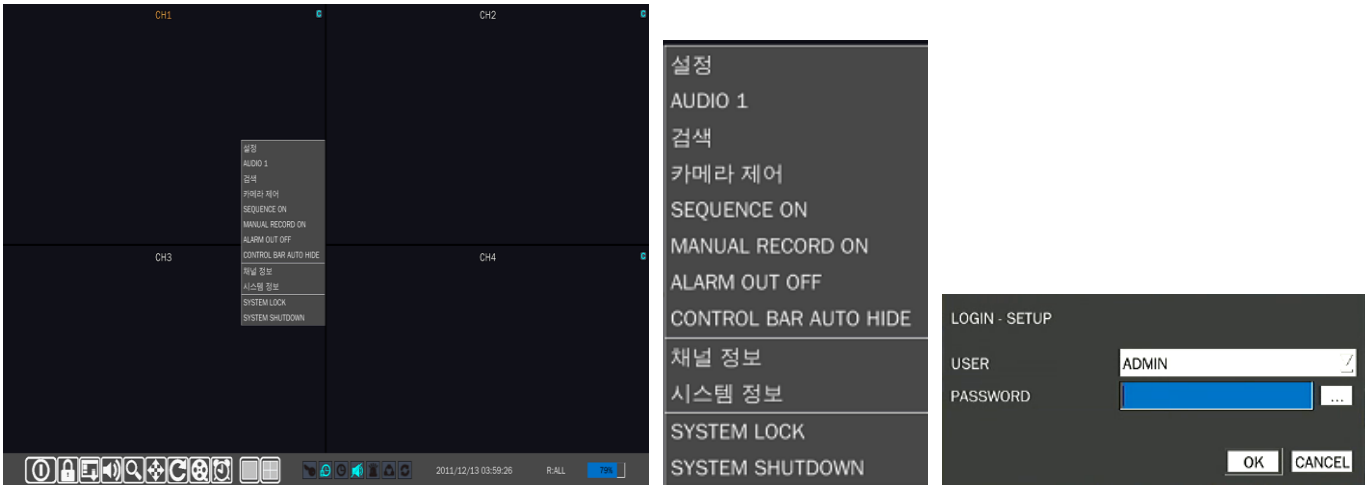 CH1
CH2
설정
AUDIO 1
검색
카메라 제어
SEQUENCE ON
MANUAL RECORD ON
ALARM OUT OFF
CONTROL BAR AUTO HIDE
채널 정보
시스템 정보
SYSTEM LOCK
SYSTEM SHUTDOWN
CH3
CH4
2011/12/13 03:59:26
R:ALL
79%
설정
AUDIO 1
검색
카메라 제어
SEQUENCE ON
MANUAL RECORD ON
ALARM OUT OFF
CONTROL BAR AUTO HIDE
채널 정보
시스템 정보
SYSTEM LOCK
SYSTEM SHUTDOWN
LOGIN - SETUP
USER ADMIN
PASSWORD ...
OK CANCEL